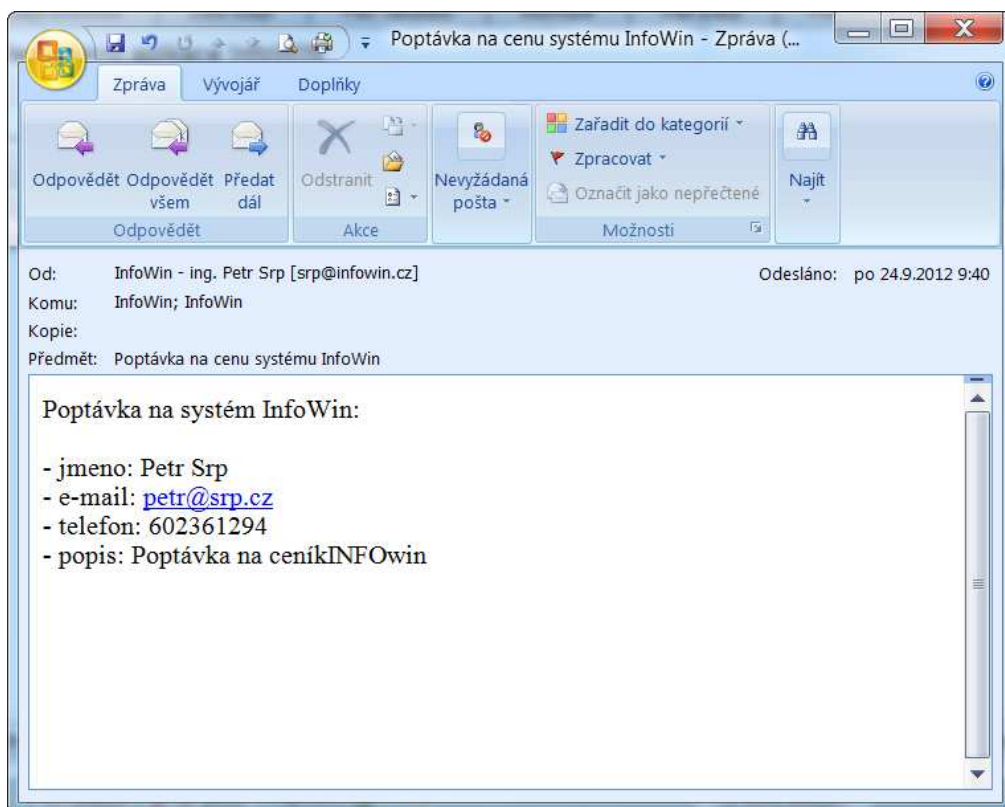 Poptávka na cenu systému InfoWin - Zpráva (...
Zpráva Vývojář Doplňky
Odpovědět Odpovědět všem Předat dál
Odpovědět
Odstranit
Akce
Nevyžádaná pošta
Zařadit do kategorií
Zpracovat
Označit jako nepřečtené
Možnosti
Najít
Od: InfoWin - ing. Petr Srp [srp@infowin.cz] Odesláno: po 24.9.2012 9:40
Komu: InfoWin; InfoWin
Kopie:
Předmět: Poptávka na cenu systému InfoWin
Poptávka na systém InfoWin:
- jmeno: Petr Srp
- e-mail: petr@srp.cz
- telefon: 602361294
- popis: Poptávka na ceníkINFOwin